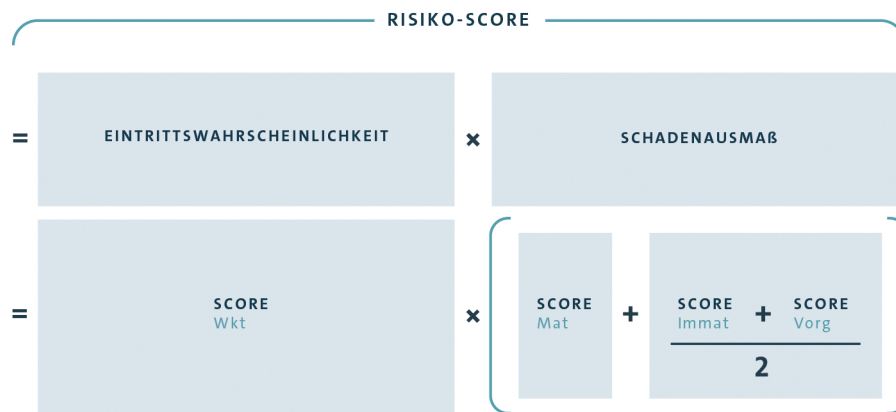 RISIKO-SCORE
= EINTRITTSWAHRSCHEINLICHKEIT × SCHADENAUSMAß
= SCORE Wkt × ( SCORE Mat + SCORE Immat + SCORE Vorg
2